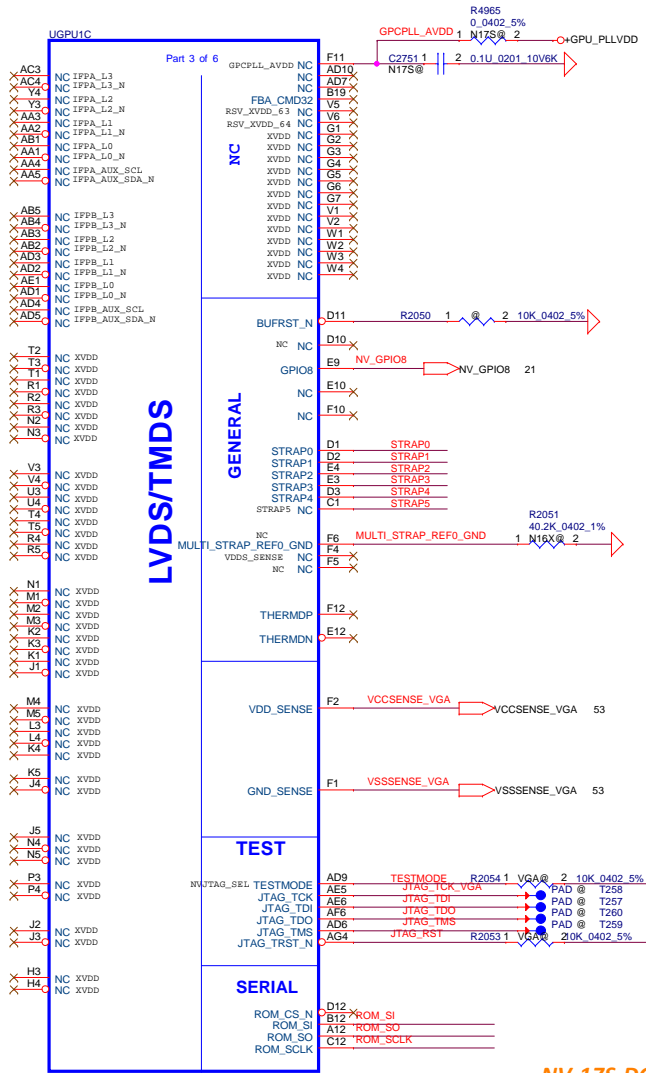 UGPU1C
Part 3 of 6
LVDS/TMDS
AC3 NC IFPA_L3
AC4 NC IFPA_L3_N
Y4 NC IFPA_L2
Y3 NC IFPA_L2_N
AA3 NC IFPA_L1
AA2 NC IFPA_L1_N
AB1 NC IFPA_L0
AA1 NC IFPA_L0_N
AA4 NC IFPA_AUX_SCL
AA5 NC IFPA_AUX_SDA_N
AB5 NC IFPB_L3
AB4 NC IFPB_L3_N
AB3 NC IFPB_L2
AB2 NC IFPB_L2_N
AD3 NC IFPB_L1
AD2 NC IFPB_L1_N
AE1 NC IFPB_L0
AD1 NC IFPB_L0_N
AD4 NC IFPB_AUX_SCL
AD5 NC IFPB_AUX_SDA_N
T2 NC XVDD
T3 NC XVDD
T1 NC XVDD
R1 NC XVDD
R2 NC XVDD
R3 NC XVDD
N2 NC XVDD
N3 NC XVDD
V3 NC XVDD
V4 NC XVDD
U3 NC XVDD
U4 NC XVDD
T4 NC XVDD
T5 NC XVDD
R4 NC XVDD
R5 NC XVDD
N1 NC XVDD
M1 NC XVDD
M2 NC XVDD
M3 NC XVDD
K2 NC XVDD
K3 NC XVDD
K1 NC XVDD
J1 NC XVDD
M4 NC XVDD
M5 NC XVDD
L3 NC XVDD
L4 NC XVDD
K4 NC XVDD
K5 NC XVDD
J4 NC XVDD
J5 NC XVDD
N4 NC XVDD
N5 NC XVDD
P3 NC XVDD
P4 NC XVDD
J2 NC XVDD
J3 NC XVDD
H3 NC XVDD
H4 NC XVDD
NC
GPCPLL_AVDD NC F11
NC AD10
NC AD7
FBA_CMD32 B19
RSV_XVDD_63 NC V5
RSV_XVDD_64 NC V6
XVDD NC G1
XVDD NC G2
XVDD NC G3
XVDD NC G4
XVDD NC G5
XVDD NC G6
XVDD NC G7
XVDD NC V1
XVDD NC V2
XVDD NC W1
XVDD NC W2
XVDD NC W3
XVDD NC W4
R4965
0_0402_5%
GPCPLL_AVDD 1 N17S@ 2 +GPU_PLLVDD
C2751 1 2 0.1U_0201_10V6K
N17S@
GENERAL
BUFRST_N D11 R2050 1 @ 2 10K_0402_5%
NC NC D10
GPIO8 E9 NV_GPIO8 NV_GPIO8 21
NC E10
NC F10
STRAP0 D1 STRAP0
STRAP1 D2 STRAP1
STRAP2 E4 STRAP2
STRAP3 E3 STRAP3
STRAP4 D3 STRAP4
STRAP5 NC C1 STRAP5
R2051
40.2K_0402_1%
NC
MULTI_STRAP_REF0_GND F6 MULTI_STRAP_REF0_GND 1 N16X@ 2
VDDS_SENSE NC F4
NC NC F5
THERMDP F12
THERMDN E12
VDD_SENSE F2 VCCSENSE_VGA VCCSENSE_VGA 53
GND_SENSE F1 VSSSENSE_VGA VSSSENSE_VGA 53
TEST
NVJTAG_SEL TESTMODE AD9 TESTMODE R2054 1 VGA@ 2 10K_0402_5%
JTAG_TCK AE5 JTAG_TCK_VGA PAD @ T258
JTAG_TDI AE6 JTAG_TDI PAD @ T257
JTAG_TDO AF6 JTAG_TDO PAD @ T260
JTAG_TMS AD6 JTAG_TMS PAD @ T259
JTAG_TRST_N AG4 JTAG_RST R2053 1 VGA@ 2 10K_0402_5%
SERIAL
ROM_CS_N D12
ROM_SI B12 ROM_SI
ROM_SO A12 ROM_SO
ROM_SCLK C12 ROM_SCLK